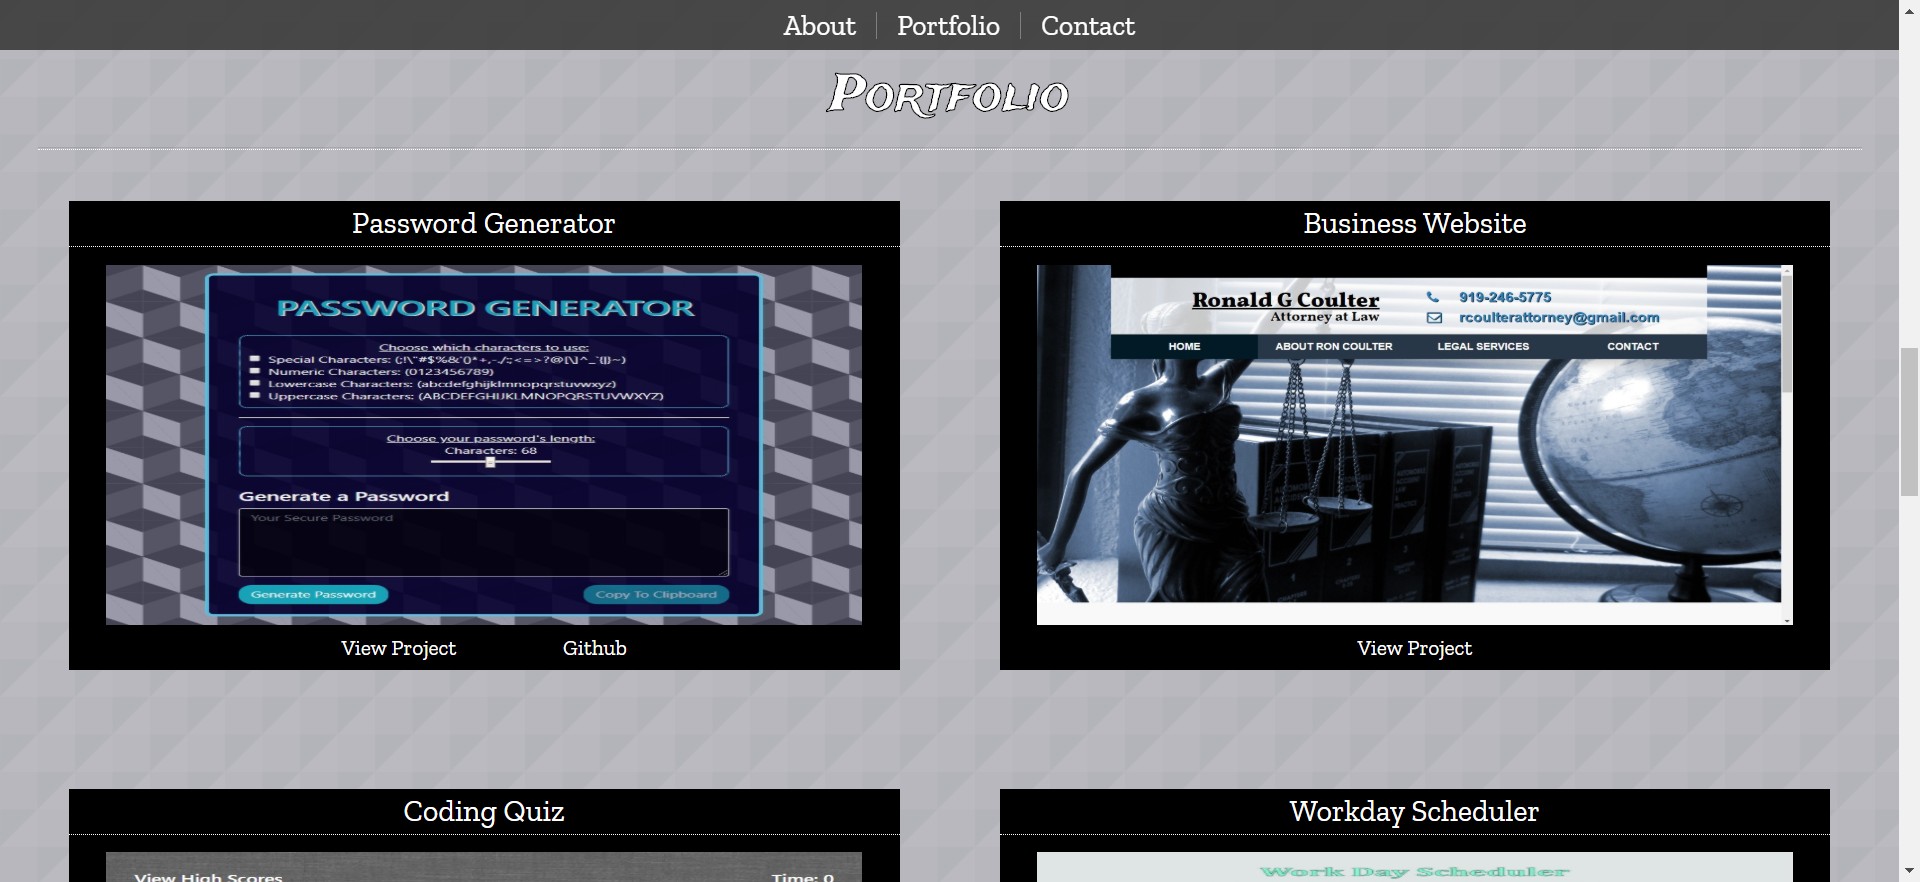 About
Portfolio
Contact
Portfolio
Password Generator
PASSWORD GENERATOR
Choose which characters to use:
Numeric Characters: (0123456789)
Lowercase Characters: (abcdefghijklmnopqrstuvwxyz)
Uppercase Characters: (ABCDEFGHIJKLMNOPQRSTUVWXYZ)
Choose your password's length:
Characters: 68
Generate a Password
Your Secure Password
Generate Password
Copy To Clipboard
View Project
Github
Business Website
Ronald G Coulter
Attorney at Law
919-246-5775
rcoulterattorney@gmail.com
HOME
ABOUT RON COULTER
LEGAL SERVICES
CONTACT
View Project
Coding Quiz
View High Scores
Time: 0
Workday Scheduler
Work Day Scheduler